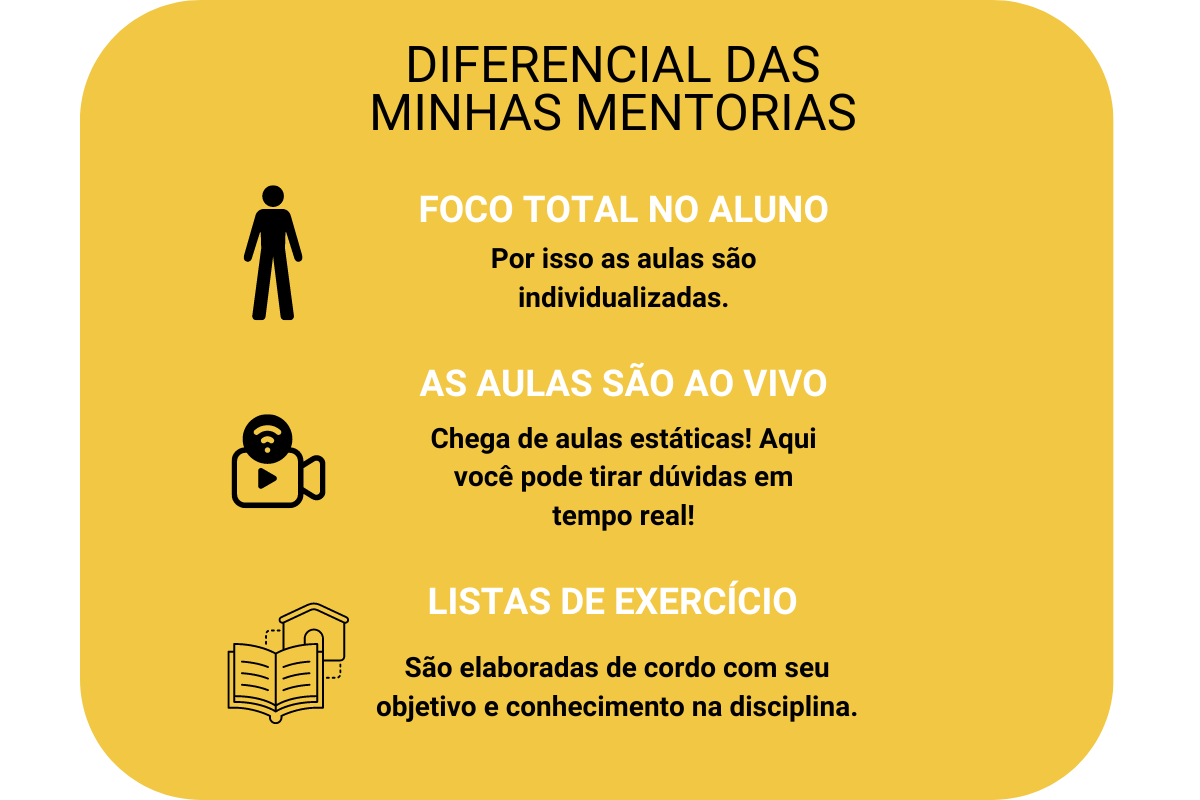 DIFERENCIAL DAS
MINHAS MENTORIAS
FOCO TOTAL NO ALUNO
Por isso as aulas são
individualizadas.
AS AULAS SÃO AO VIVO
Chega de aulas estáticas! Aqui
você pode tirar dúvidas em
tempo real!
LISTAS DE EXERCÍCIO
São elaboradas de cordo com seu
objetivo e conhecimento na disciplina.